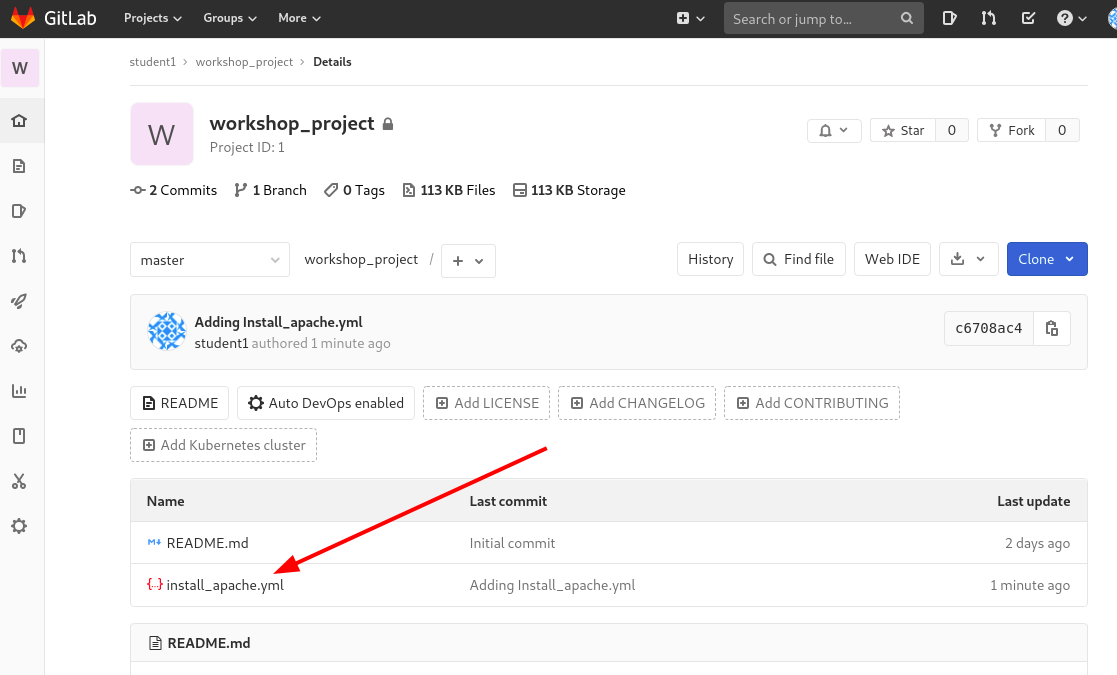 GitLab Projects Groups More Search or jump to...
W
student1 > workshop_project > Details
W
workshop_project
Project ID: 1
Star 0 Fork 0
2 Commits 1 Branch 0 Tags 113 KB Files 113 KB Storage
master workshop_project / + History Find file Web IDE Clone
Adding Install_apache.yml
student1 authored 1 minute ago
c6708ac4
README Auto DevOps enabled Add LICENSE Add CHANGELOG Add CONTRIBUTING
Add Kubernetes cluster
Name Last commit Last update
README.md Initial commit 2 days ago
install_apache.yml Adding Install_apache.yml 1 minute ago
README.md